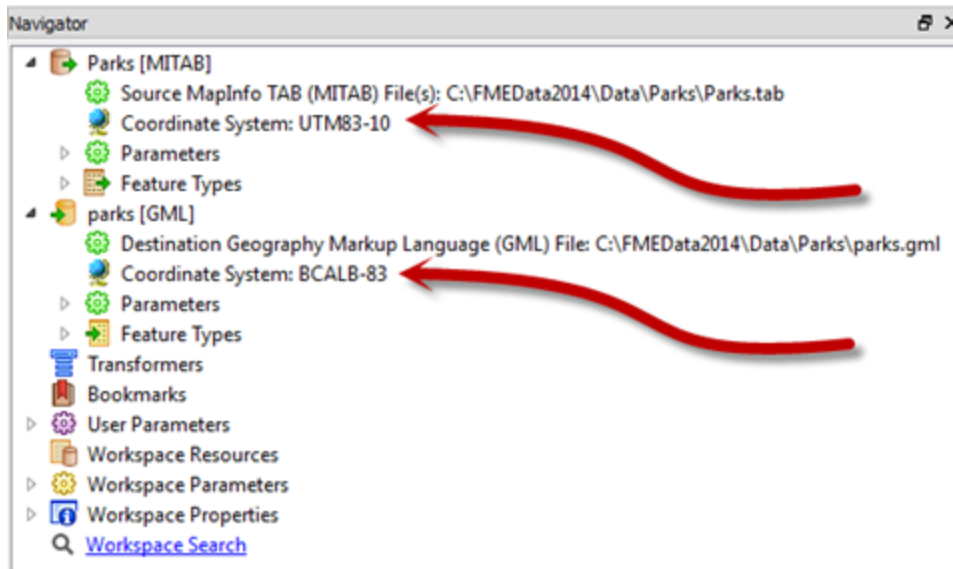 Navigator
Parks [MITAB]
Source MapInfo TAB (MITAB) File(s): C:\FMEData2014\Data\Parks\Parks.tab
Coordinate System: UTM83-10
Parameters
Feature Types
parks [GML]
Destination Geography Markup Language (GML) File: C:\FMEData2014\Data\Parks\parks.gml
Coordinate System: BCALB-83
Parameters
Feature Types
Transformers
Bookmarks
User Parameters
Workspace Resources
Workspace Parameters
Workspace Properties
Workspace Search